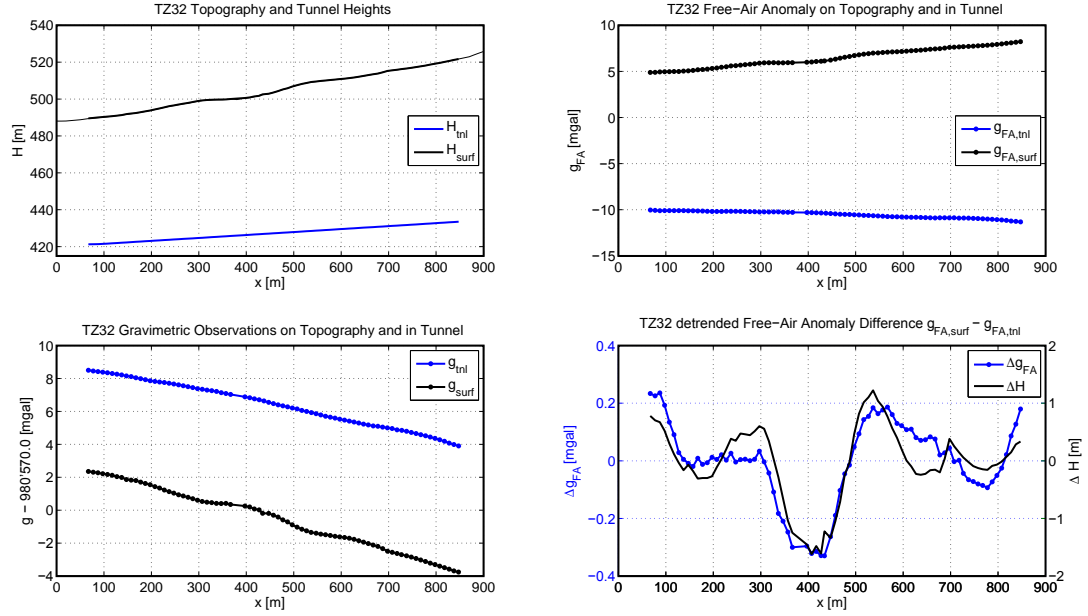 TZ32 Topography and Tunnel Heights
540
520
500
480
460
440
420
H [m]
H_tnl
H_surf
0 100 200 300 400 500 600 700 800 900
x [m]
TZ32 Free−Air Anomaly on Topography and in Tunnel
15
10
5
0
−5
−10
−15
g_FA [mgal]
g_FA,tnl
g_FA,surf
0 100 200 300 400 500 600 700 800 900
x [m]
TZ32 Gravimetric Observations on Topography and in Tunnel
10
8
6
4
2
0
−2
−4
g − 980'570.0 [mgal]
g_tnl
g_surf
0 100 200 300 400 500 600 700 800 900
x [m]
TZ32 detrended Free−Air Anomaly Difference g_FA,surf − g_FA,tnl
0.4
0.2
0
−0.2
−0.4
Δg_FA [mgal]
Δg_FA
ΔH
2
1
0
−1
−2
Δ H [m]
0 100 200 300 400 500 600 700 800 900
x [m]